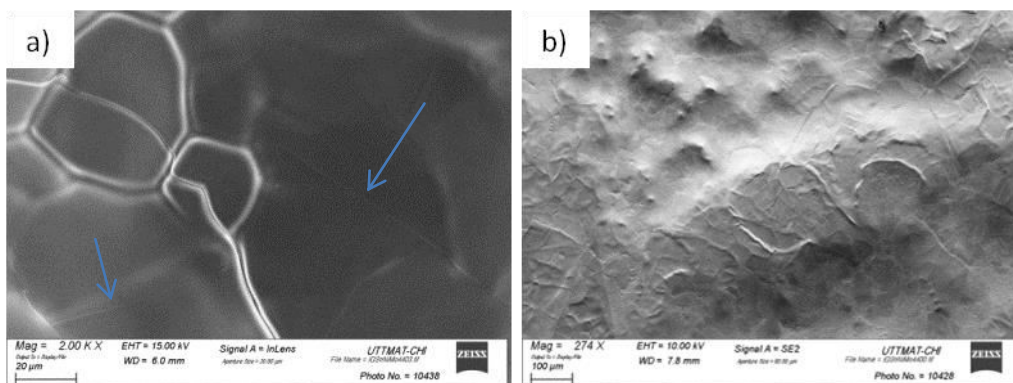 a)
Mag = 2.00 K X
EHT = 15.00 kV
Signal A = InLens
UTTMAT-CHI
20 µm
WD = 6.0 mm
Photo No. = 10438
ZEISS
b)
Mag = 274 X
EHT = 10.00 kV
Signal A = SE2
UTTMAT-CHI
100 µm
WD = 7.8 mm
Photo No. = 10428
ZEISS